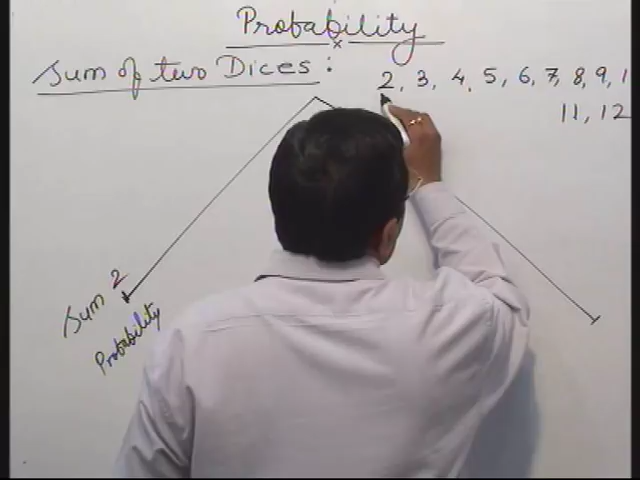 Probability
Sum of two Dices:
2, 3, 4, 5, 6, 7, 8, 9, 1
11, 12
Sum 2
Probability